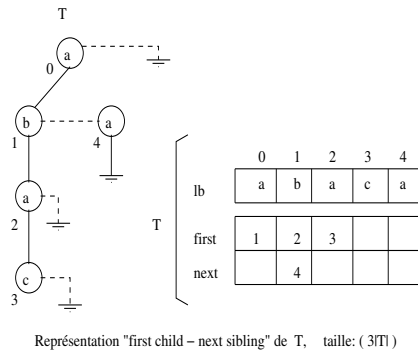 T
a
0
b
a
1
4
a
2
c
3
T
0 1 2 3 4
lb a b a c a
first 1 2 3
next 4
Représentation "first child – next sibling" de T, taille: ( 3|T| )